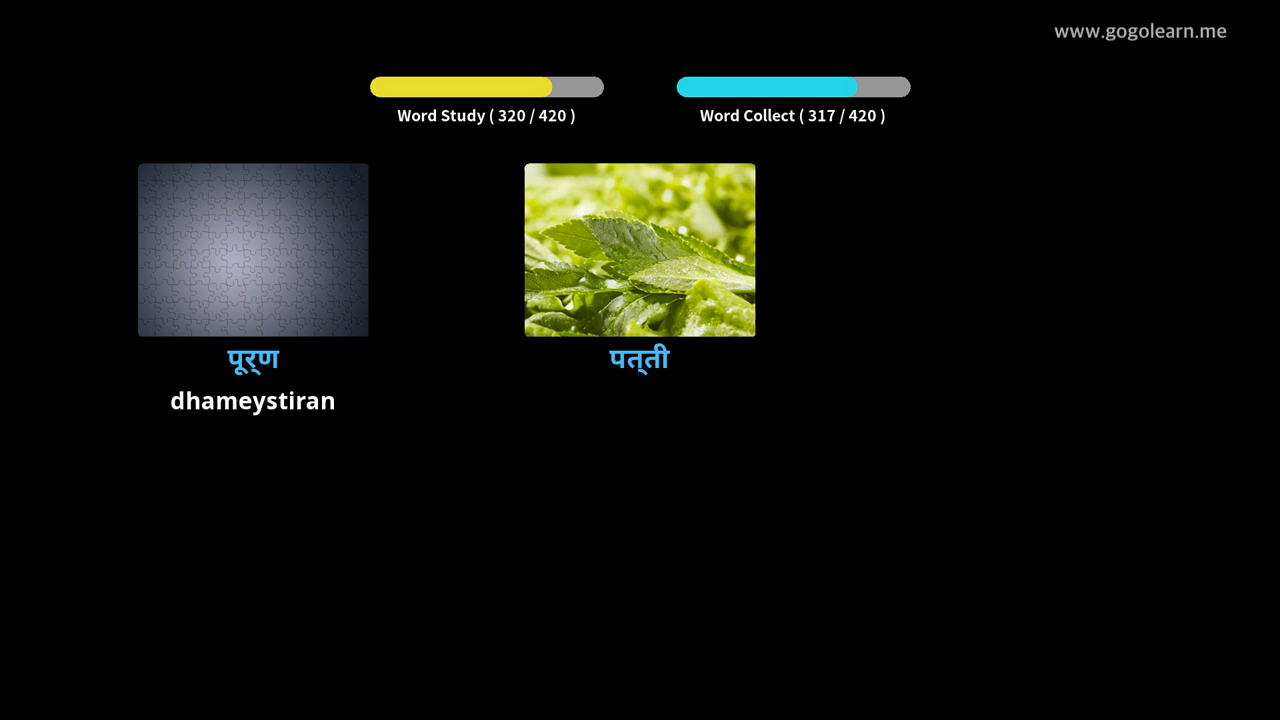 www.gogolearn.me
Word Study ( 320 / 420 )
Word Collect ( 317 / 420 )
पूर्ण
पत्ती
dhameystiran